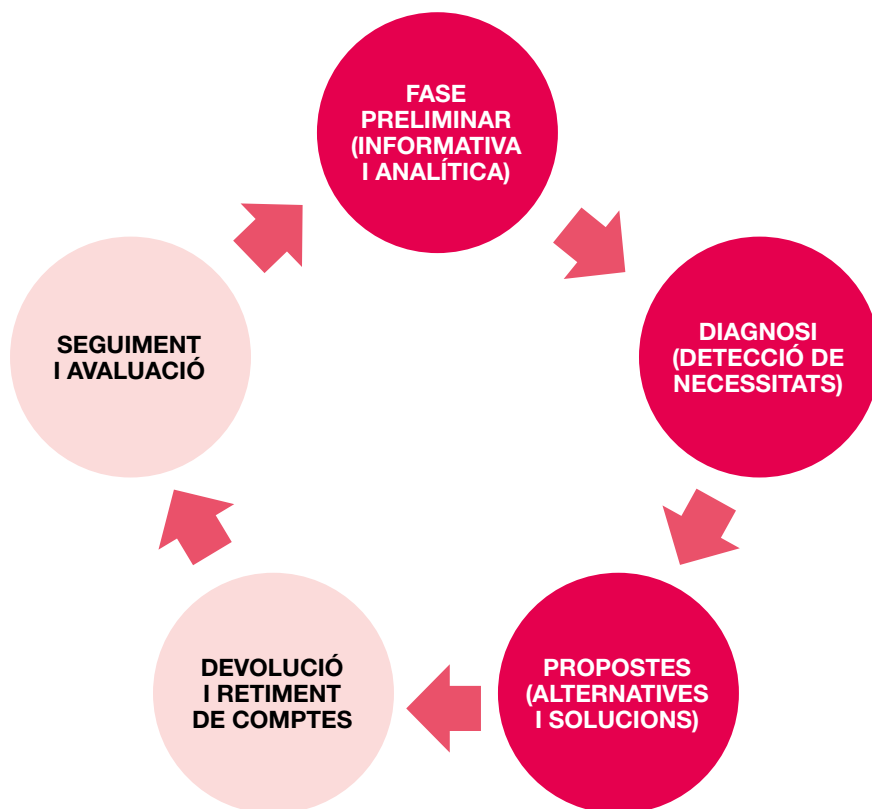 FASE
PRELIMINAR
(INFORMATIVA
I ANALÍTICA)
DIAGNOSI
(DETECCIÓ DE
NECESSITATS)
PROPOSTES
(ALTERNATIVES
I SOLUCIONS)
DEVOLUCIÓ
I RETIMENT
DE COMPTES
SEGUIMENT
I AVALUACIÓ